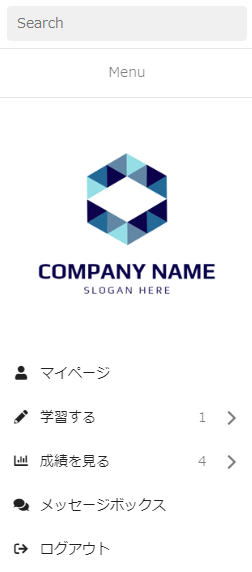 Search
Menu
COMPANY NAME
SLOGAN HERE
マイページ
学習する 1
成績を見る 4
メッセージボックス
ログアウト